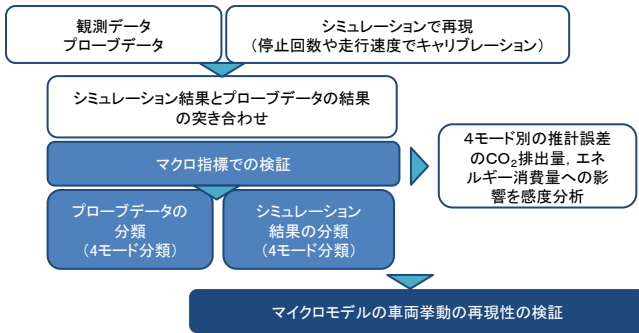 観測データ
プローブデータ
シミュレーションで再現
（停止回数や走行速度でキャリブレーション）
シミュレーション結果とプローブデータの結果
の突き合わせ
マクロ指標での検証
４モード別の推計誤差
のCO₂排出量，エネ
ルギー消費量への影
響を感度分析
プローブデータの
分類
（4モード分類）
シミュレーション
結果の分類
（4モード分類）
マイクロモデルの車両挙動の再現性の検証